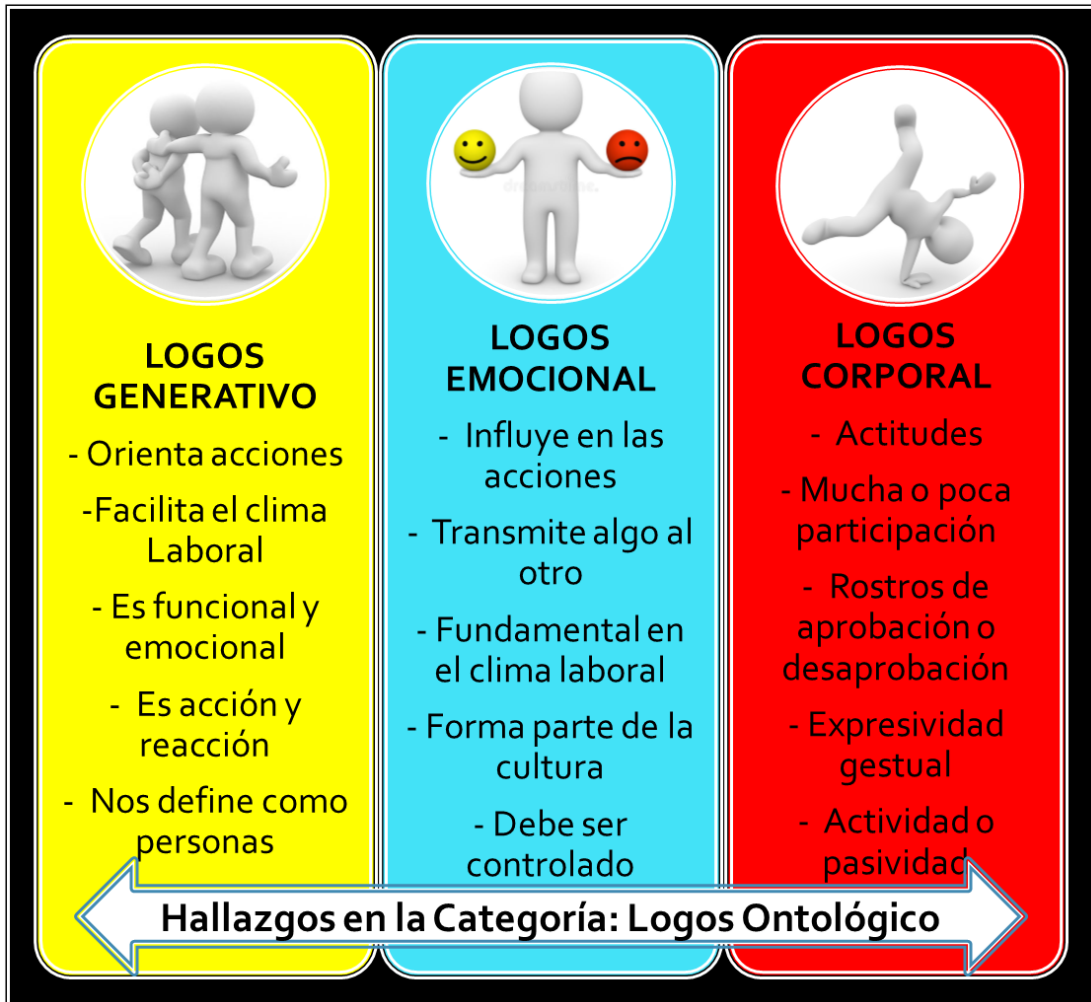 LOGOS
GENERATIVO
- Orienta acciones
-Facilita el clima
Laboral
- Es funcional y
emocional
- Es acción y
reacción
- Nos define como
personas
LOGOS
EMOCIONAL
- Influye en las
acciones
- Transmite algo al
otro
- Fundamental en
el clima laboral
- Forma parte de la
cultura
- Debe ser
controlado
LOGOS
CORPORAL
- Actitudes
- Mucha o poca
participación
- Rostros de
aprobación o
desaprobación
- Expresividad
gestual
- Actividad o
pasividad
Hallazgos en la Categoría: Logos Ontológico